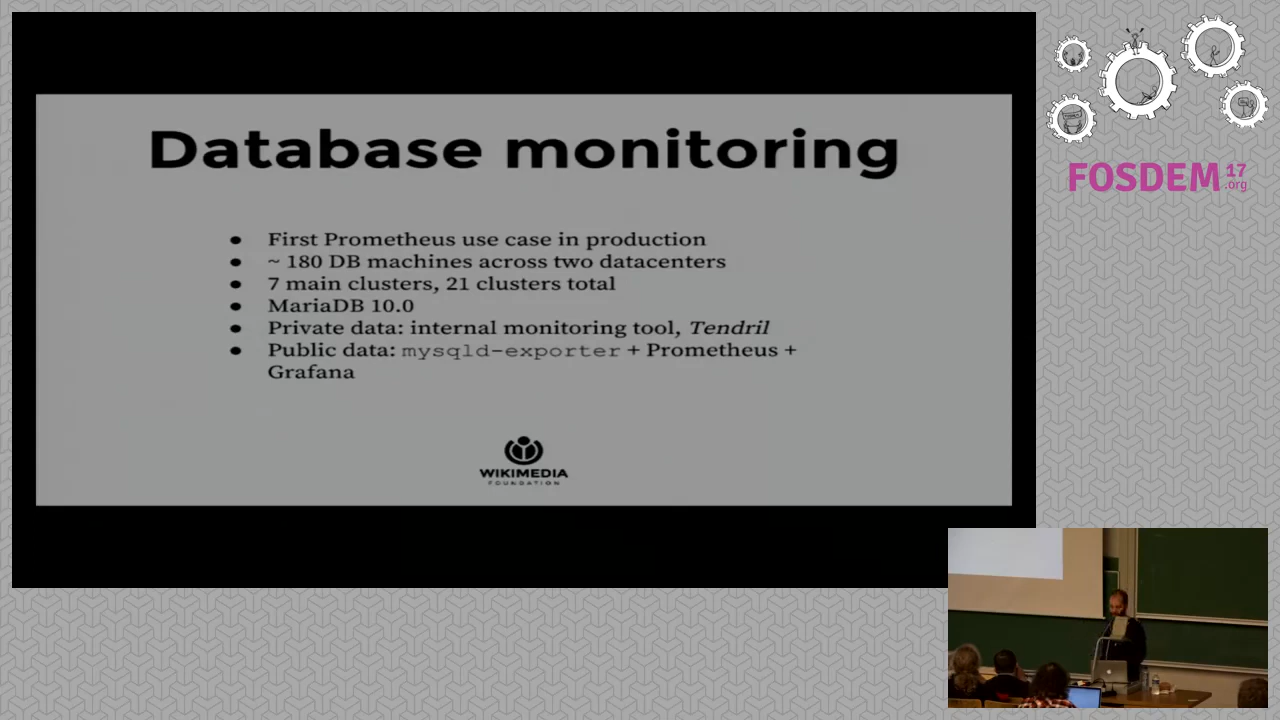 Database monitoring
● First Prometheus use case in production
● ~ 180 DB machines across two datacenters
● 7 main clusters, 21 clusters total
● MariaDB 10.0
● Private data: internal monitoring tool, Tendril
● Public data: mysqld-exporter + Prometheus +
Grafana
WIKIMEDIA
FOUNDATION
FOSDEM 17
.org